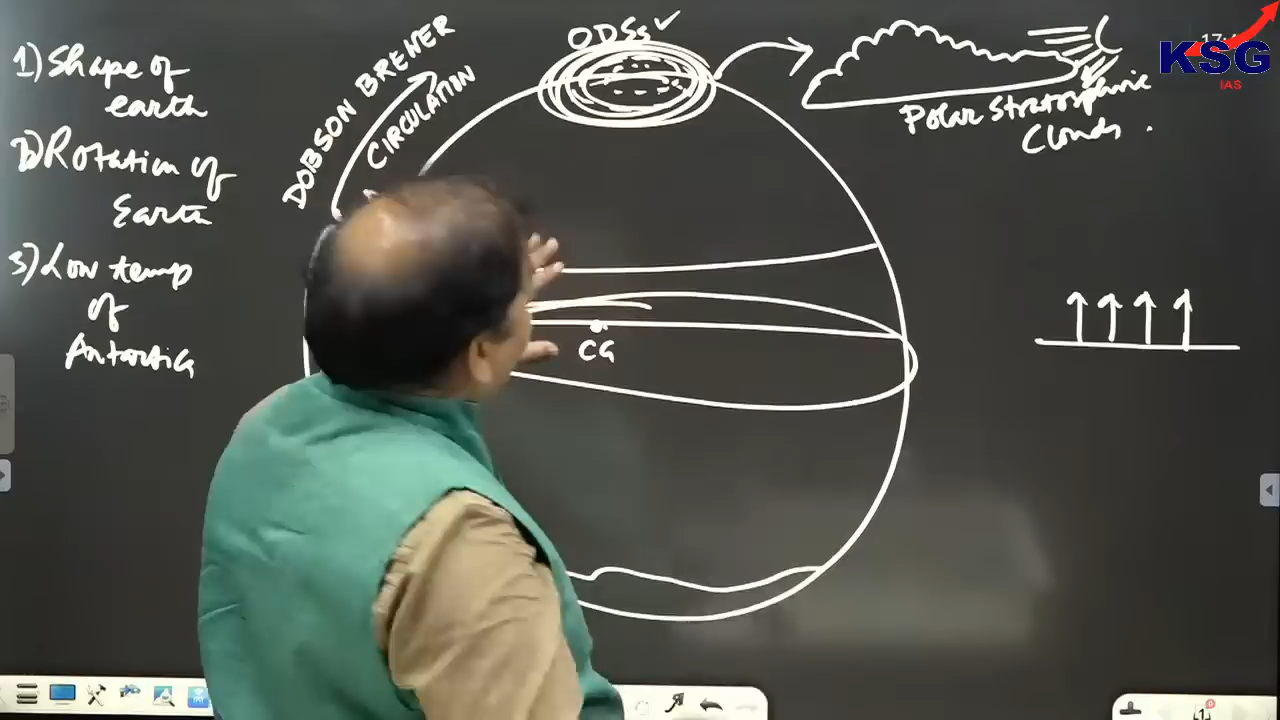 1) Shape of
earth
2) Rotation of
Earth
3) Low temp
of
Antartica
DOBSON BREWER
CIRCULATION
ODSs ✓
Polar Stratospheric
Clouds.
CG
KSG
IAS